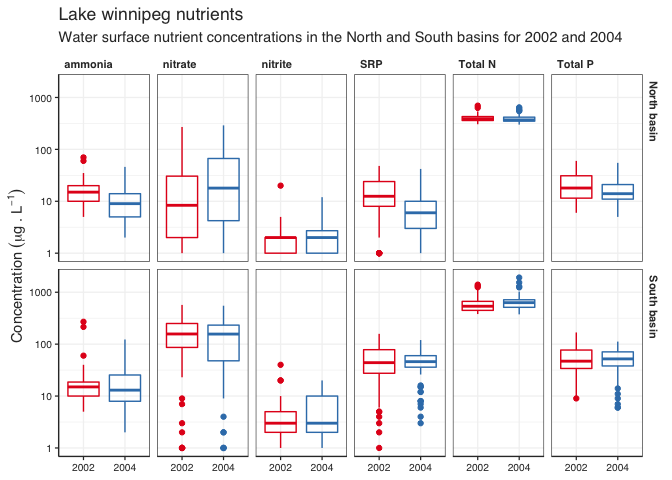 Lake winnipeg nutrients
Water surface nutrient concentrations in the North and South basins for 2002 and 2004
ammonia nitrate nitrite SRP Total N Total P
1000
100
10
1
North basin
1000
100
10
1
South basin
Concentration (μg . L⁻¹)
2002 2004 2002 2004 2002 2004 2002 2004 2002 2004 2002 2004